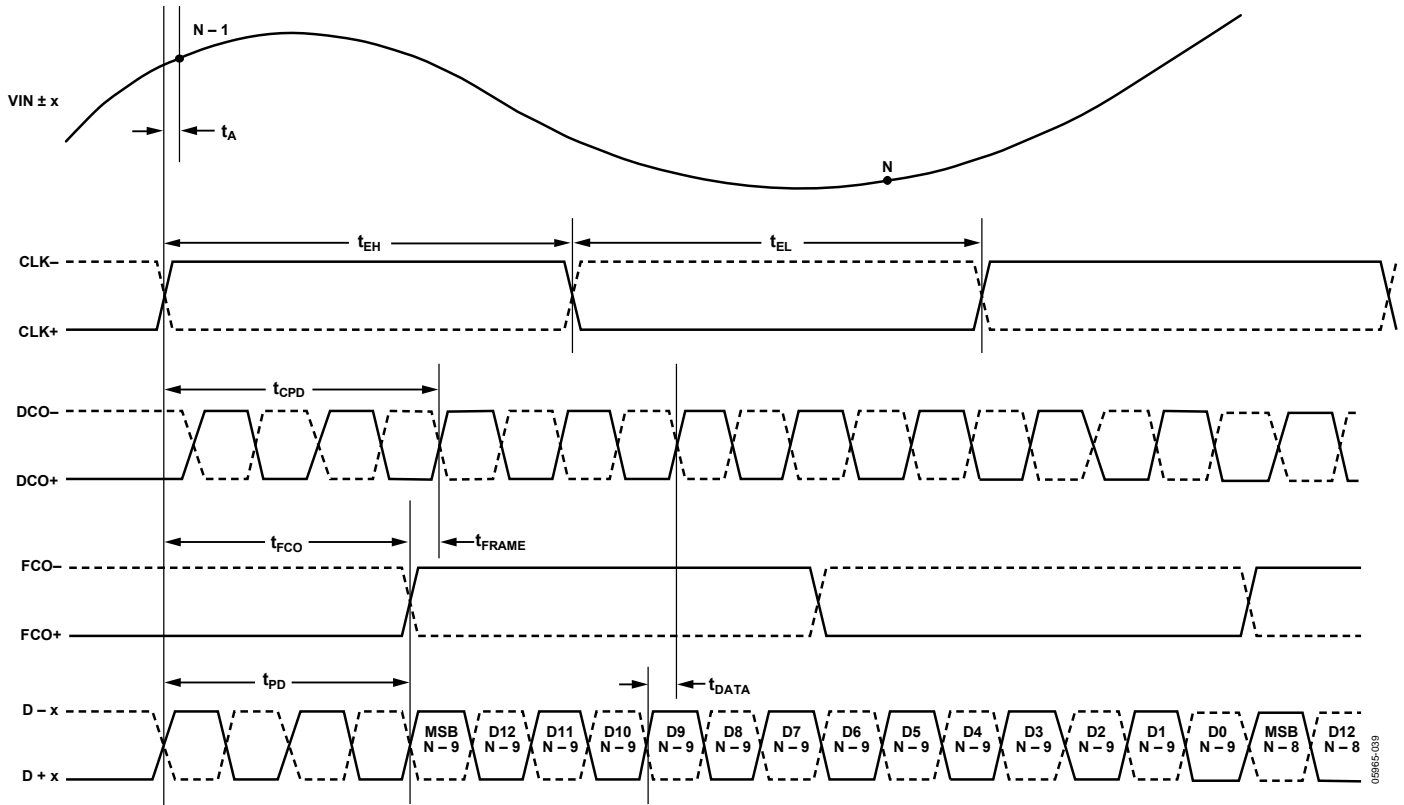 N – 1
VIN ± x
tA
N
tEH
tEL
CLK–
CLK+
tCPD
DCO–
DCO+
tFCO
tFRAME
FCO–
FCO+
tPD
tDATA
D – x
MSB N – 9
D12 N – 9
D11 N – 9
D10 N – 9
D9 N – 9
D8 N – 9
D7 N – 9
D6 N – 9
D5 N – 9
D4 N – 9
D3 N – 9
D2 N – 9
D1 N – 9
D0 N – 9
MSB N – 8
D12 N – 8
D + x
05965-039